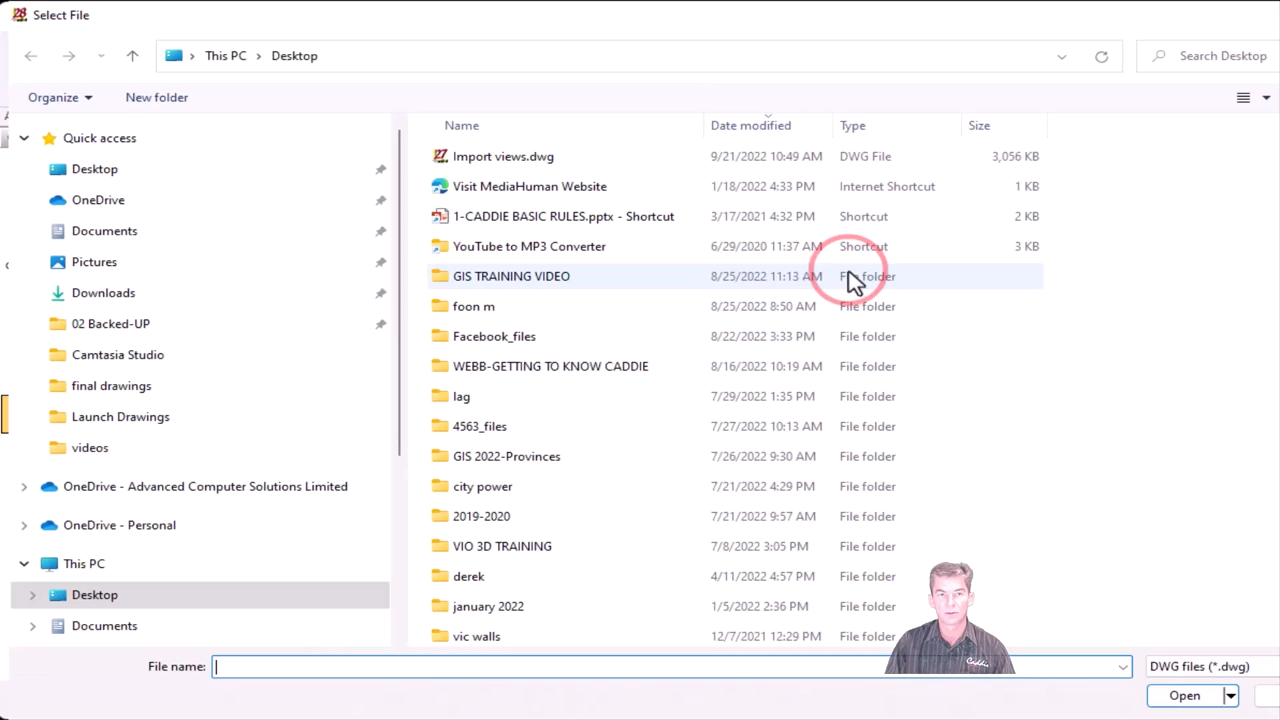 Select File
This PC > Desktop
Search Desktop
Organize
New folder
Quick access
Desktop
OneDrive
Documents
Pictures
Downloads
02 Backed-UP
Camtasia Studio
final drawings
Launch Drawings
videos
OneDrive - Advanced Computer Solutions Limited
OneDrive - Personal
This PC
Desktop
Documents
Name Date modified Type Size
Import views.dwg 9/21/2022 10:49 AM DWG File 3,056 KB
Visit MediaHuman Website 1/18/2022 4:33 PM Internet Shortcut 1 KB
1-CADDIE BASIC RULES.pptx - Shortcut 3/17/2021 4:32 PM Shortcut 2 KB
YouTube to MP3 Converter 6/29/2020 11:37 AM Shortcut 3 KB
GIS TRAINING VIDEO 8/25/2022 11:13 AM File folder
foon m 8/25/2022 8:50 AM File folder
Facebook_files 8/22/2022 3:33 PM File folder
WEBB-GETTING TO KNOW CADDIE 8/16/2022 10:19 AM File folder
lag 7/29/2022 1:35 PM File folder
4563_files 7/27/2022 10:13 AM File folder
GIS 2022-Provinces 7/26/2022 9:30 AM File folder
city power 7/21/2022 4:29 PM File folder
2019-2020 7/21/2022 9:57 AM File folder
VIO 3D TRAINING 7/8/2022 3:05 PM File folder
derek 4/11/2022 4:57 PM File folder
january 2022 1/5/2022 2:36 PM File folder
vic walls 12/7/2021 12:29 PM File folder
Caddie
File name:
DWG files (*.dwg)
Open